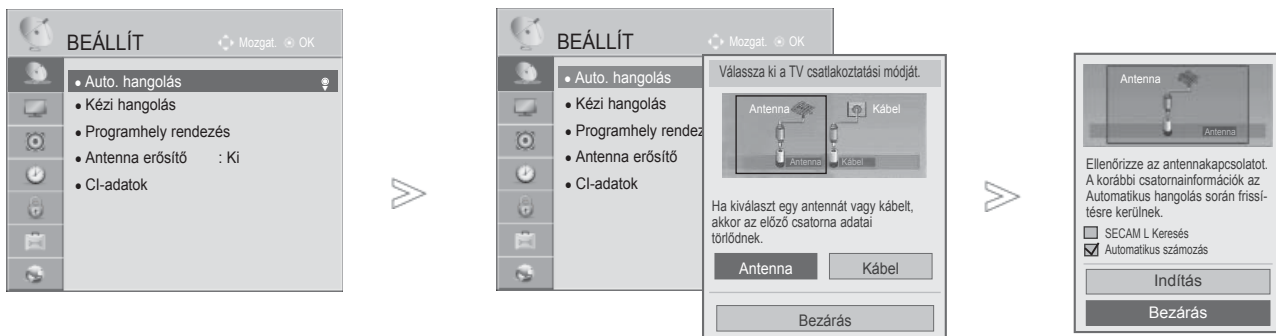 BEÁLLÍT
Mozgat. OK
• Auto. hangolás
• Kézi hangolás
• Programhely rendezés
• Antenna erősítő : Ki
• CI-adatok
BEÁLLÍT
Mozgat. OK
• Auto. hangolás
• Kézi hangolás
• Programhely rendez
• Antenna erősítő
• CI-adatok
Válassza ki a TV csatlakoztatási módját.
Antenna
Kábel
Antenna
Kábel
Ha kiválaszt egy antennát vagy kábelt,
akkor az előző csatorna adatai
törlődnek.
Antenna
Kábel
Bezárás
Antenna
Antenna
Ellenőrizze az antennakapcsolatot.
A korábbi csatornainformációk az
Automatikus hangolás során frissí-
tésre kerülnek.
SECAM L Keresés
Automatikus számozás
Indítás
Bezárás